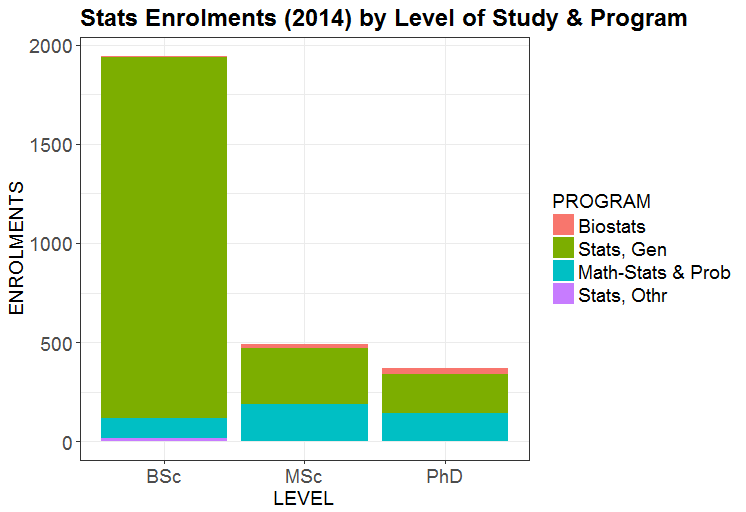 Stats Enrolments (2014) by Level of Study & Program
2000
1500
1000
500
0
ENROLMENTS
BSc
MSc
PhD
LEVEL
PROGRAM
Biostats
Stats, Gen
Math-Stats & Prob
Stats, Othr